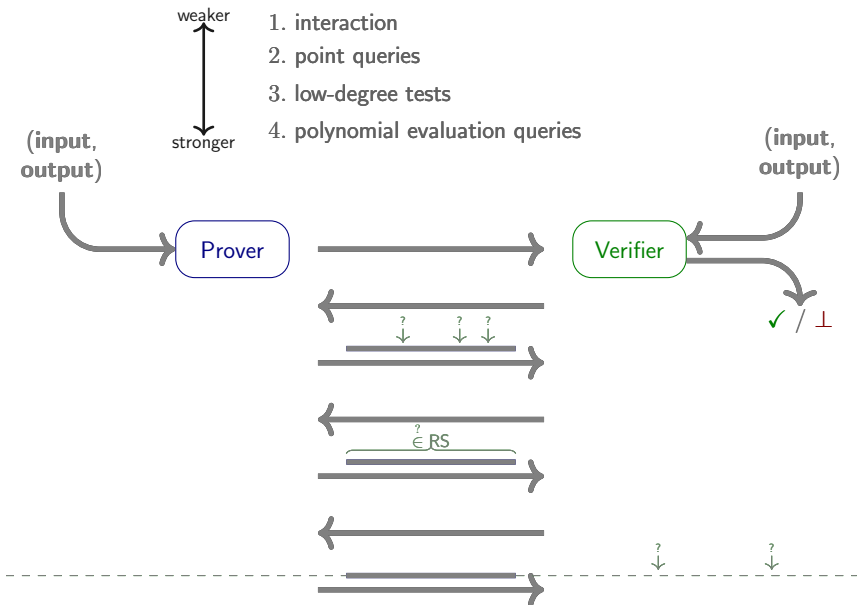 weaker
1. interaction
2. point queries
3. low-degree tests
4. polynomial evaluation queries
stronger
(input,
output)
(input,
output)
Prover
Verifier
✓ / ⊥
? ? ?
?
∈ RS
? ?